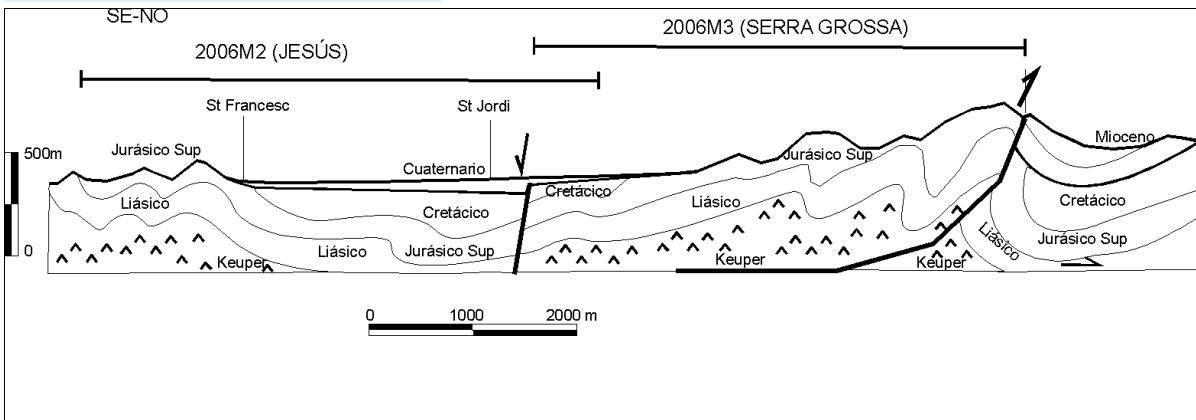 SE-NO
2006M3 (SERRA GROSSA)
2006M2 (JESÚS)
St Francesc
St Jordi
500m
0
Jurásico Sup
Cuaternario
Jurásico Sup
Mioceno
Liásico
Cretácico
Cretácico
Liásico
Cretácico
Keuper
Liásico
Jurásico Sup
Keuper
Keuper
Liásico
Jurásico Sup
0
1000
2000 m